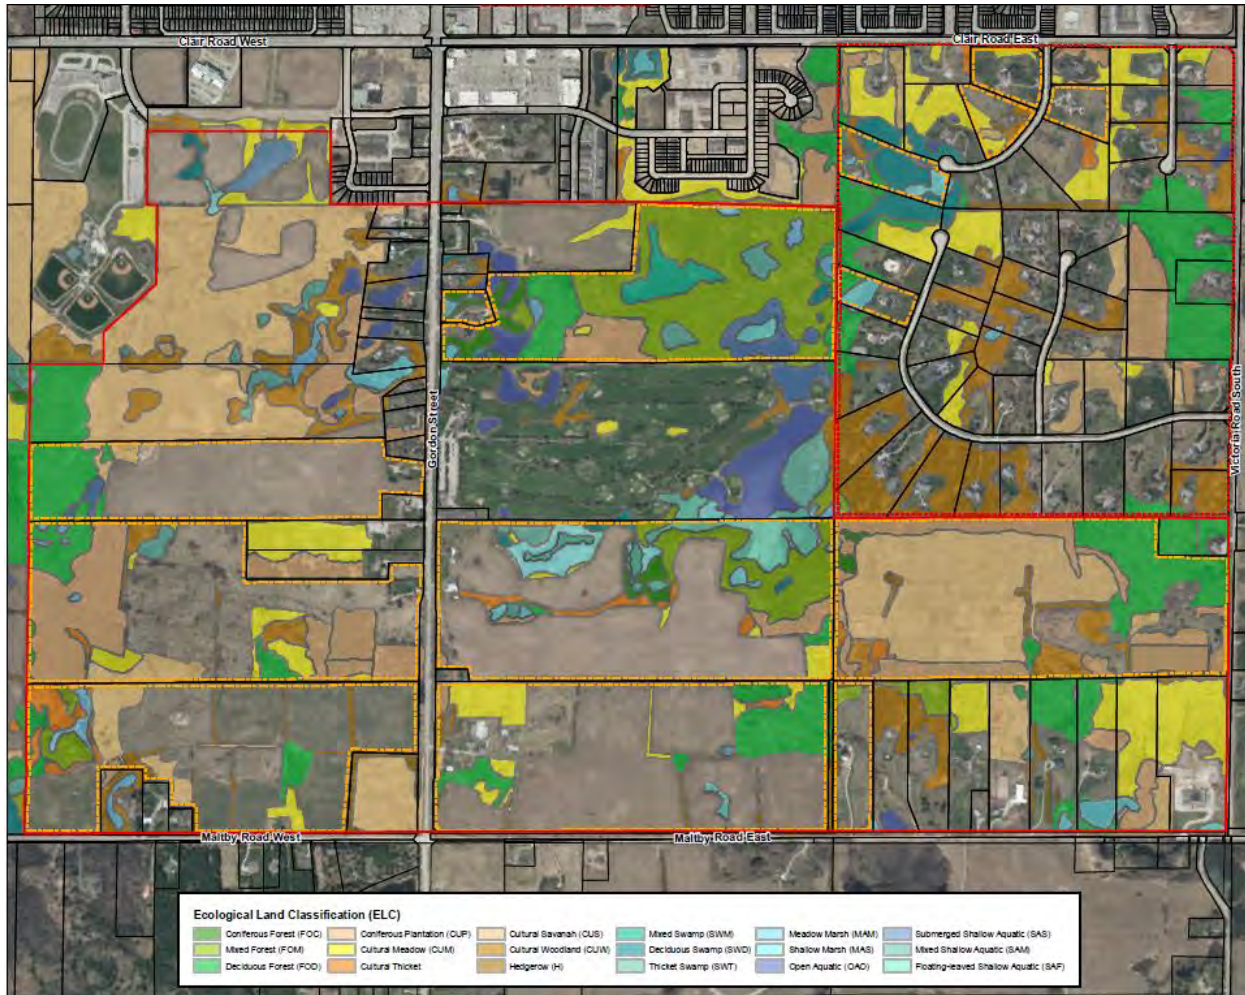 Clair Road West
Clair Road East
Gordon Street
Victoria Road South
Maltby Road West
Maltby Road East
Ecological Land Classification (ELC)
Coniferous Forest (FOC)
Coniferous Plantation (CUP)
Cultural Savanah (CUS)
Mixed Swamp (SWM)
Meadow Marsh (MAM)
Submerged Shallow Aquatic (SAS)
Mixed Forest (FOM)
Cultural Meadow (CUM)
Cultural Woodland (CUW)
Deciduous Swamp (SWD)
Shallow Marsh (MAS)
Mixed Shallow Aquatic (SAM)
Deciduous Forest (FOD)
Cultural Thicket
Hedgerow (H)
Thicket Swamp (SWT)
Open Aquatic (OAO)
Floating-leaved Shallow Aquatic (SAF)